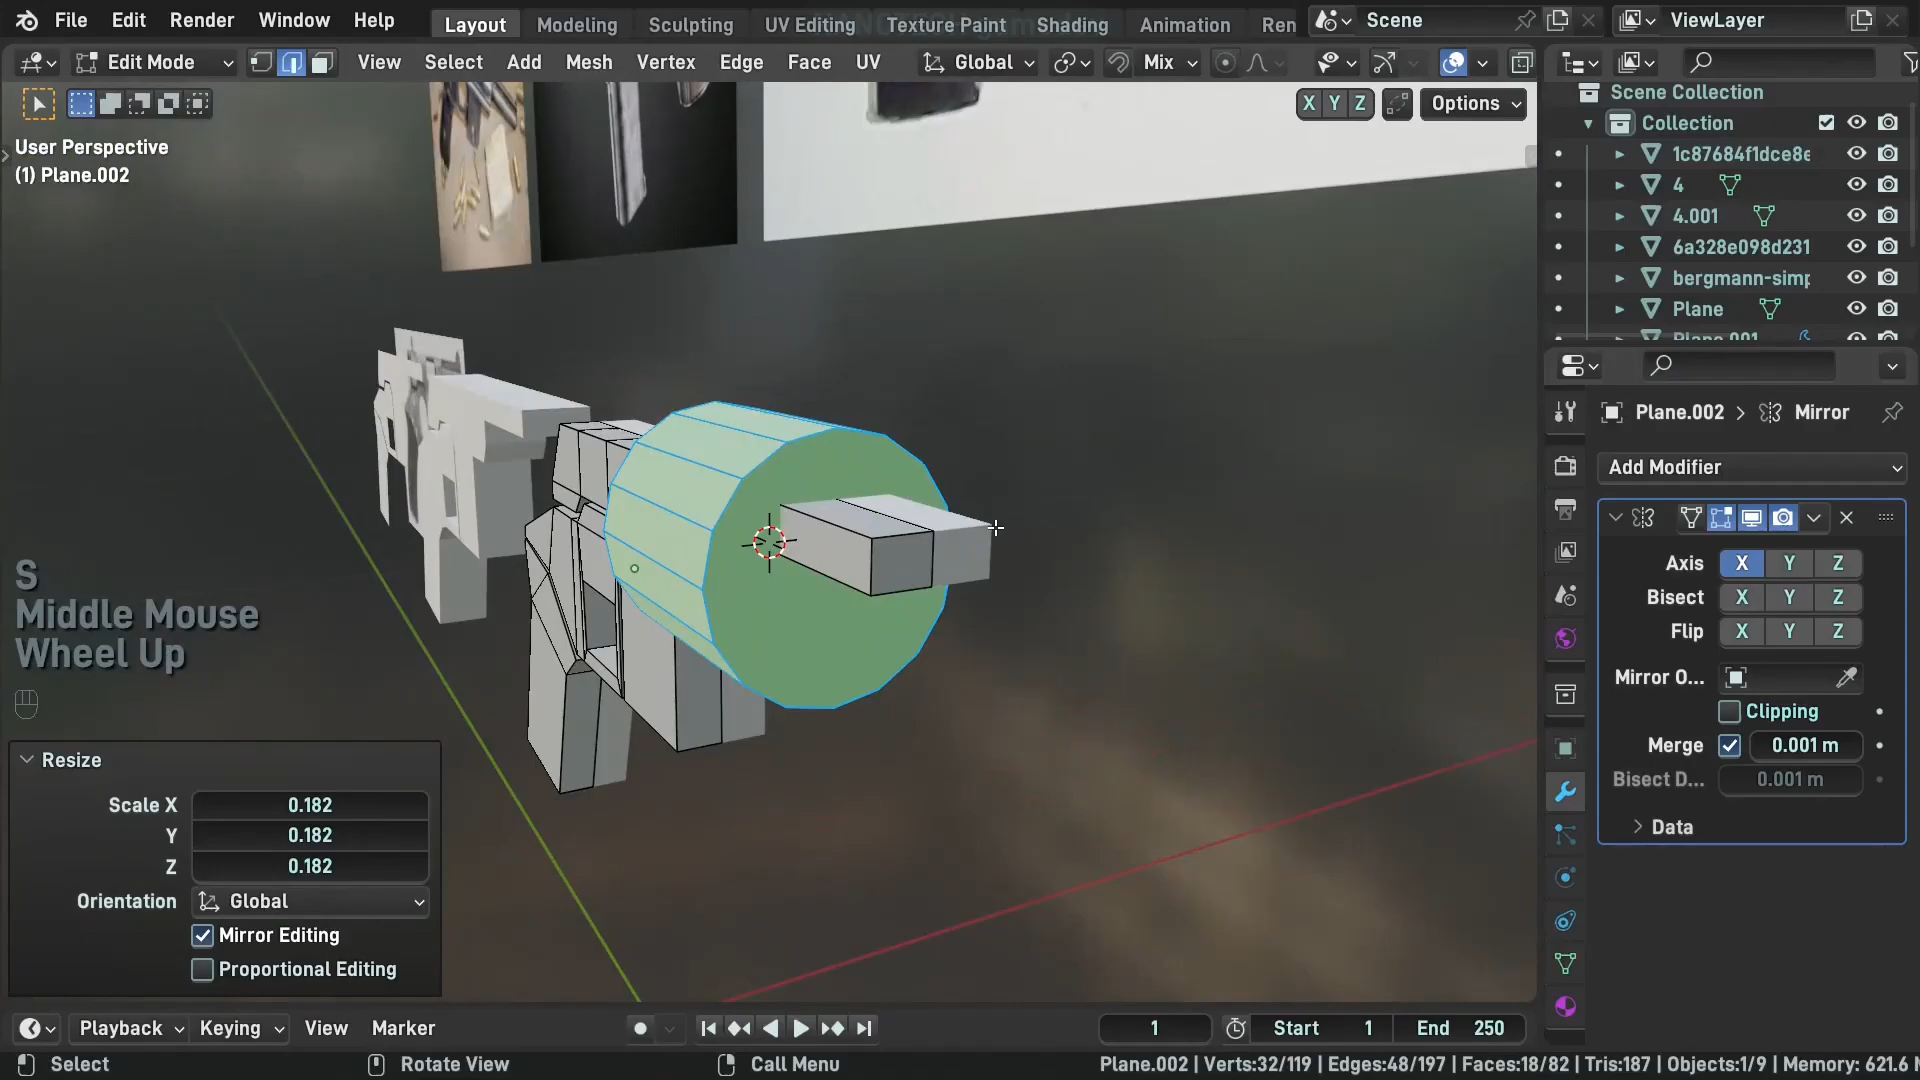 File Edit Render Window Help Layout Modeling Sculpting UV Editing Texture Paint Shading Animation Ren Scene ViewLayer
Edit Mode View Select Add Mesh Vertex Edge Face UV Global Mix
X Y Z Options
User Perspective
(1) Plane.002
Scene Collection
Collection
1c87684f1dce8e
4
4.001
6a328e098d231
bergmann-simp
Plane
Plane.001
Plane.002 Mirror
Add Modifier
Axis X Y Z
Bisect X Y Z
Flip X Y Z
Mirror O...
Clipping
Merge 0.001 m
Bisect D... 0.001 m
Data
S
Middle Mouse
Wheel Up
Resize
Scale X 0.182
Y 0.182
Z 0.182
Orientation Global
Mirror Editing
Proportional Editing
Playback Keying View Marker 1 Start 1 End 250
Select Rotate View Call Menu Plane.002 | Verts:32/119 | Edges:48/197 | Faces:18/82 | Tris:187 | Objects:1/9 | Memory: 621.6